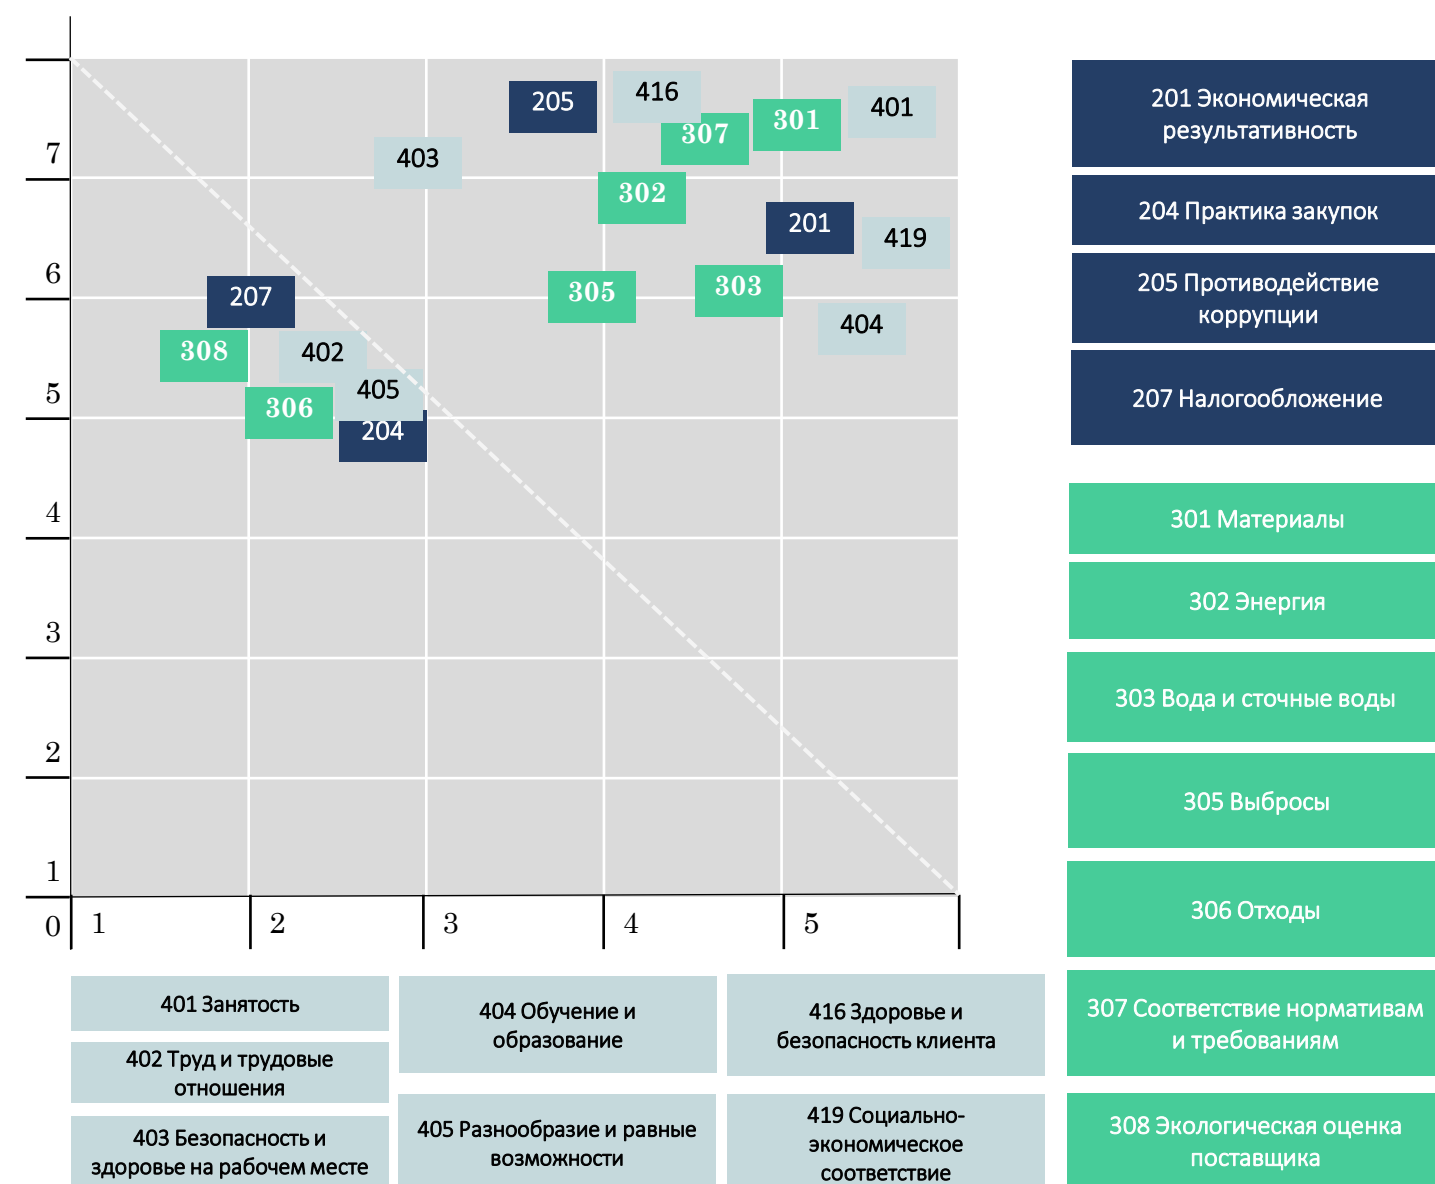 205
416
307
301
401
403
7
302
201
419
6
305
303
207
404
308
402
405
5
306
204
4
3
2
1
0
1
2
3
4
5
201 Экономическая
результативность
204 Практика закупок
205 Противодействие
коррупции
207 Налогообложение
301 Материалы
302 Энергия
303 Вода и сточные воды
305 Выбросы
306 Отходы
307 Соответствие нормативам
и требованиям
308 Экологическая оценка
поставщика
401 Занятость
402 Труд и трудовые
отношения
403 Безопасность и
здоровье на рабочем месте
404 Обучение и
образование
405 Разнообразие и равные
возможности
416 Здоровье и
безопасность клиента
419 Социально-
экономическое
соответствие